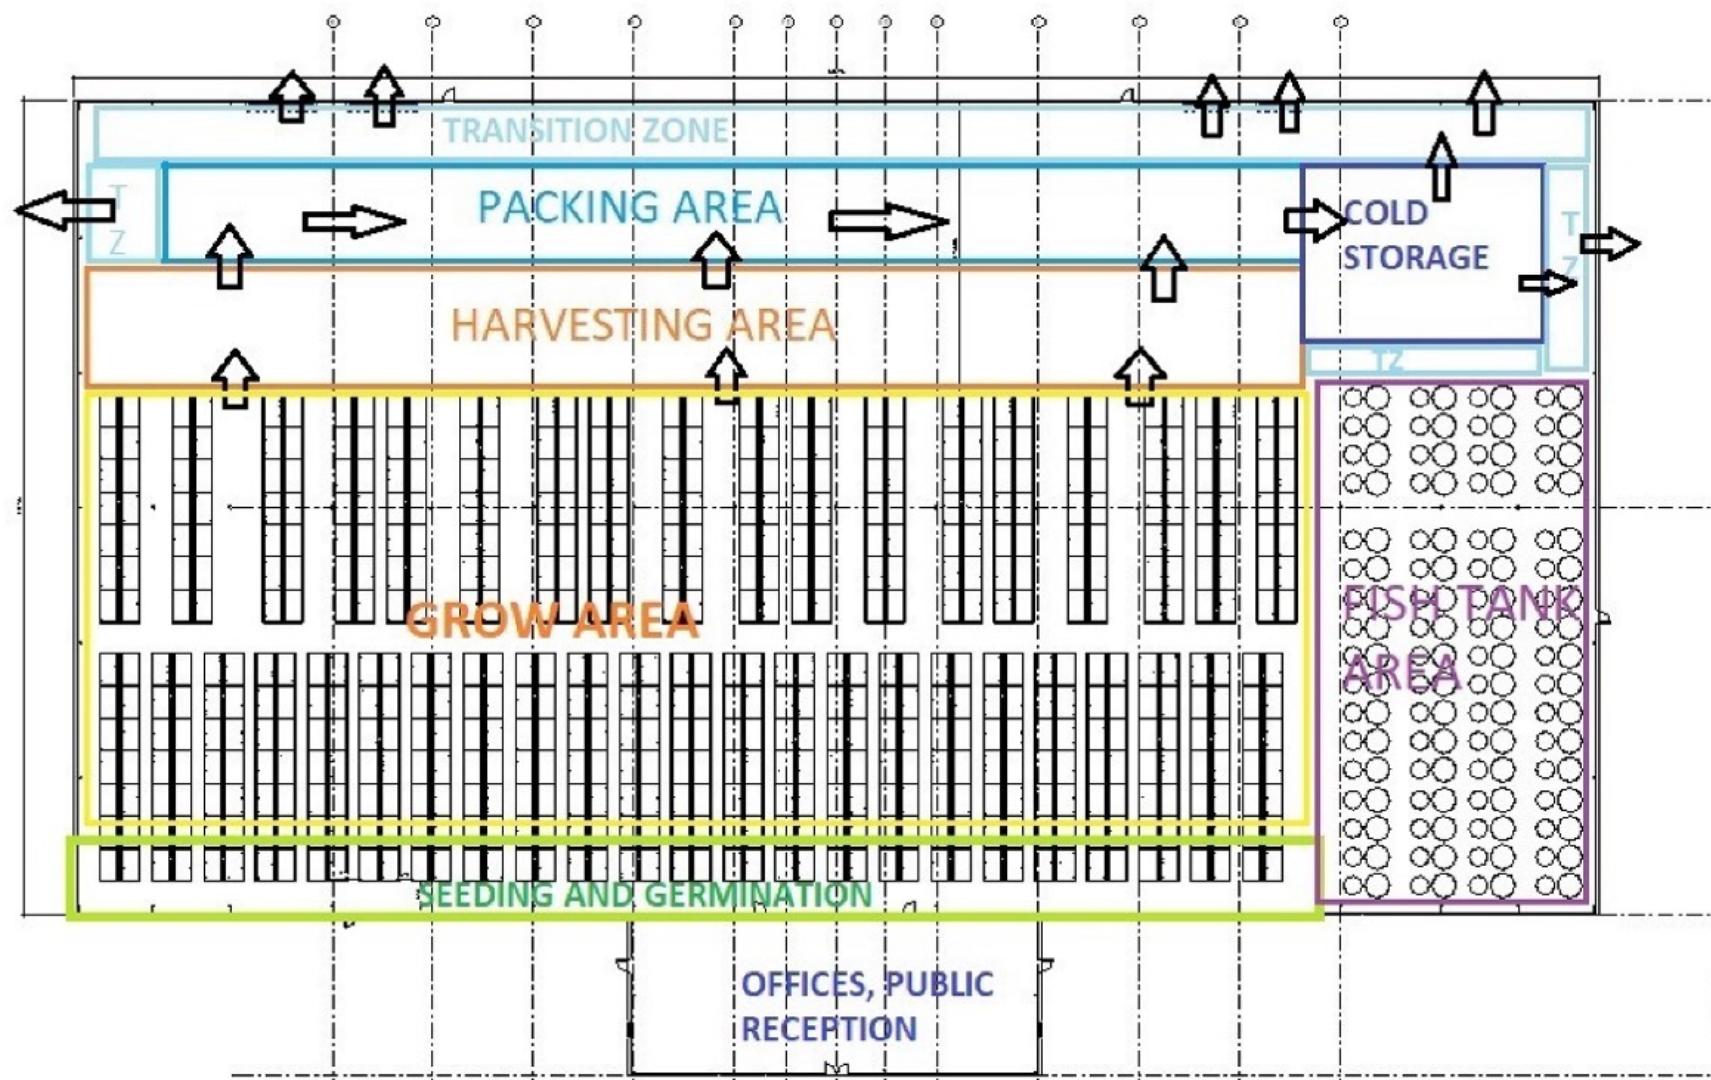 TRANSITION ZONE
T
Z
PACKING AREA
COLD
STORAGE
T
Z
HARVESTING AREA
TZ
GROW AREA
FISH TANK
AREA
SEEDING AND GERMINATION
OFFICES, PUBLIC
RECEPTION